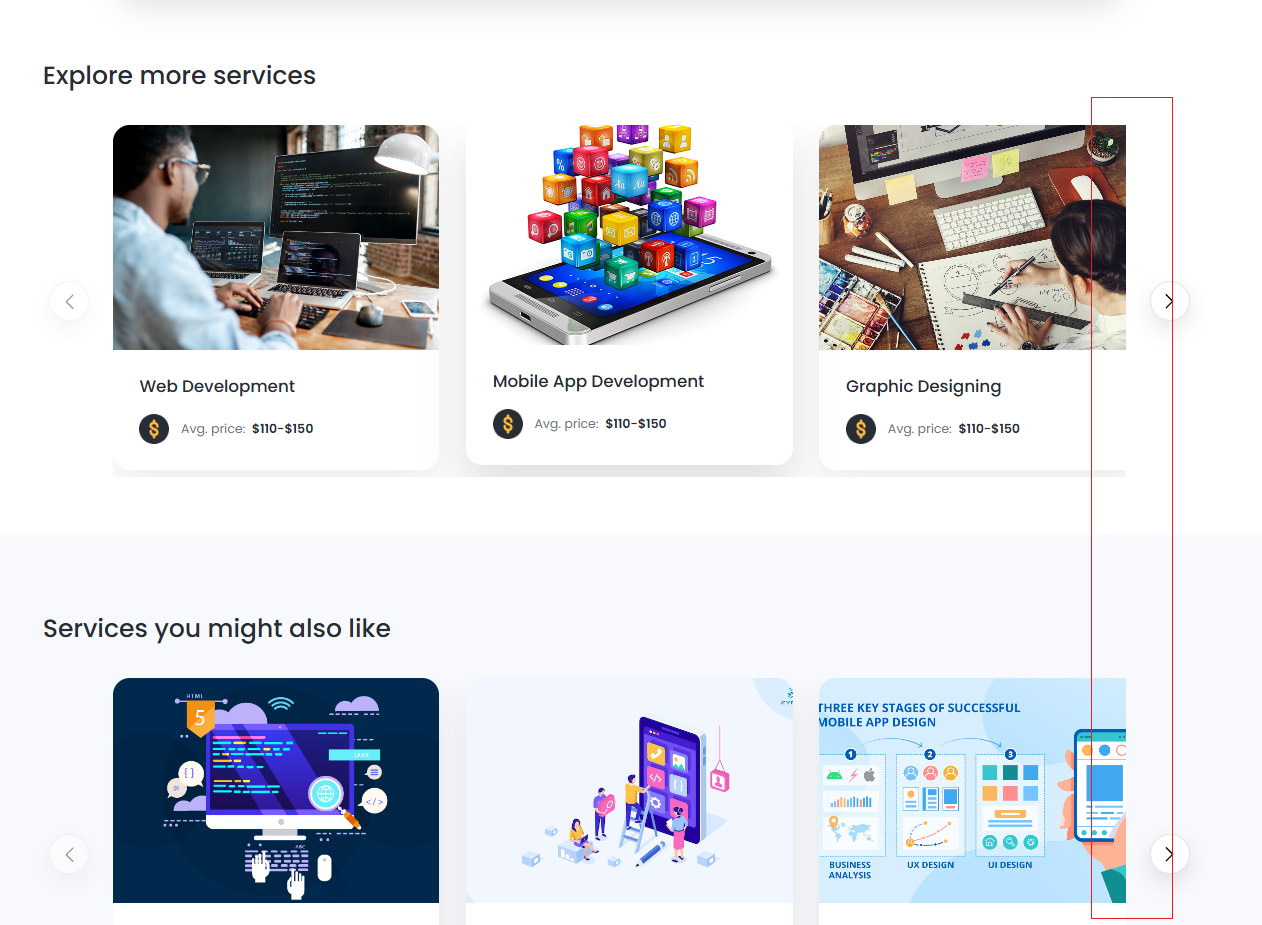 Explore more services
Web Development
Avg. price: $110-$150
Mobile App Development
Avg. price: $110-$150
Graphic Designing
Avg. price: $110-$150
Services you might also like
HTML
5
JAVA
{ }
</>
ABC
</>
{ }
THREE KEY STAGES OF SUCCESSFUL
MOBILE APP DESIGN
1
2
3
BUSINESS
ANALYSIS
UX DESIGN
UI DESIGN